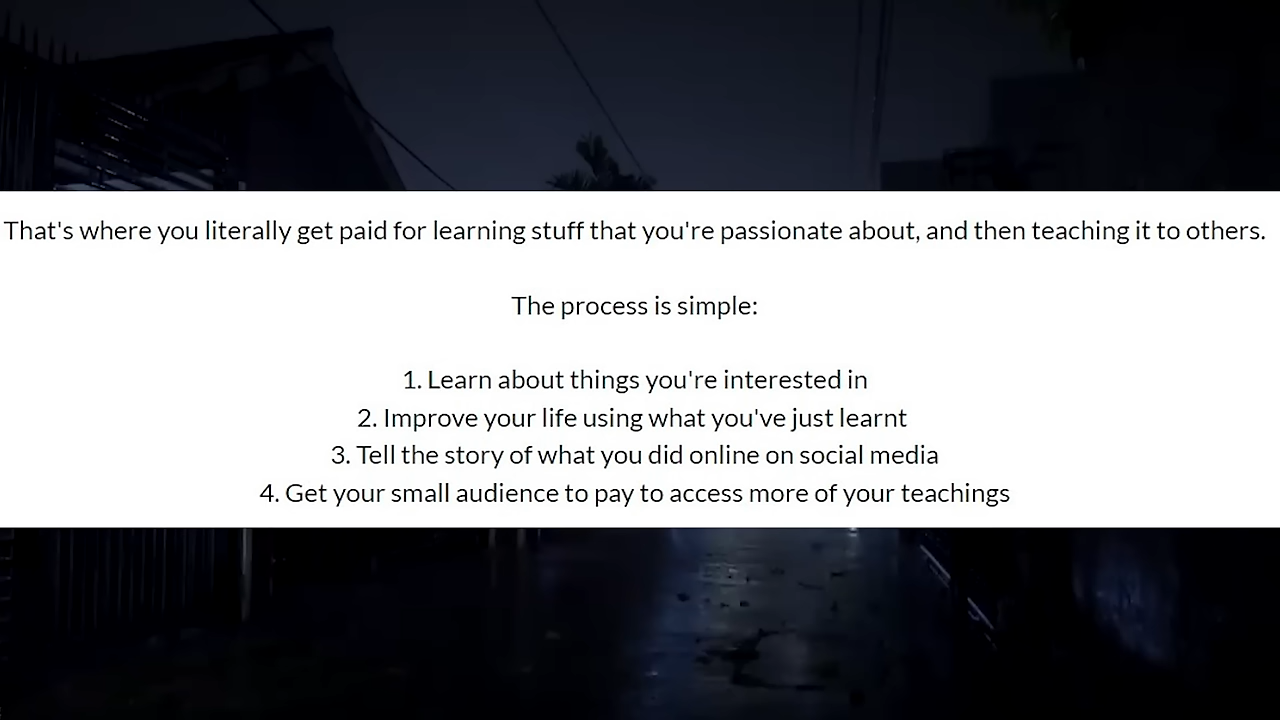 That's where you literally get paid for learning stuff that you're passionate about, and then teaching it to others.
The process is simple:
1. Learn about things you're interested in
2. Improve your life using what you've just learnt
3. Tell the story of what you did online on social media
4. Get your small audience to pay to access more of your teachings